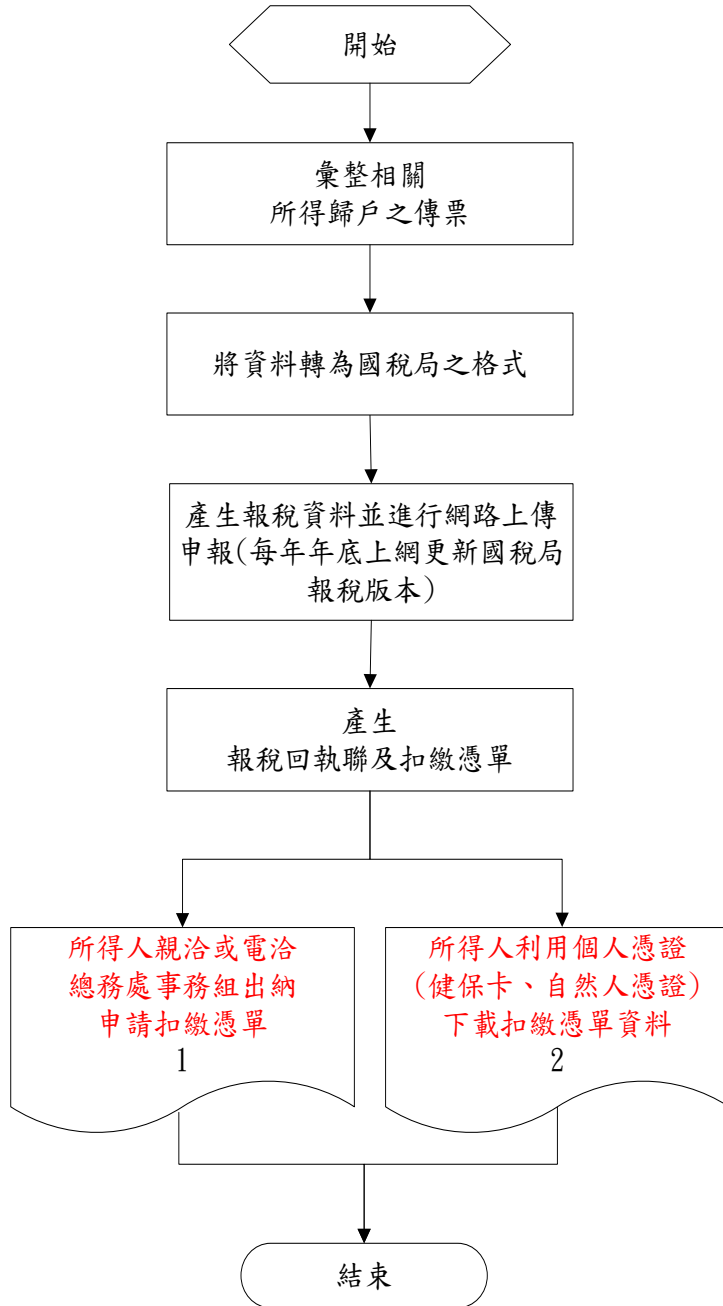 開始
彙整相關
所得歸戶之傳票
將資料轉為國稅局之格式
產生報稅資料並進行網路上傳
申報(每年年底上網更新國稅局
報稅版本)
產生
報稅回執聯及扣繳憑單
所得人親洽或電洽
總務處事務組出納
申請扣繳憑單
1
所得人利用個人憑證
(健保卡、自然人憑證)
下載扣繳憑單資料
2
結束